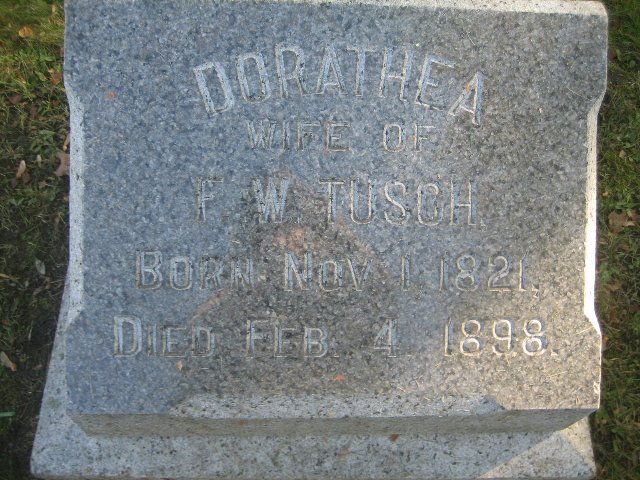 DORATHEA
WIFE OF
F. W. TUSCH.
BORN NOV. 1, 1821.
DIED FEB. 4, 1898.